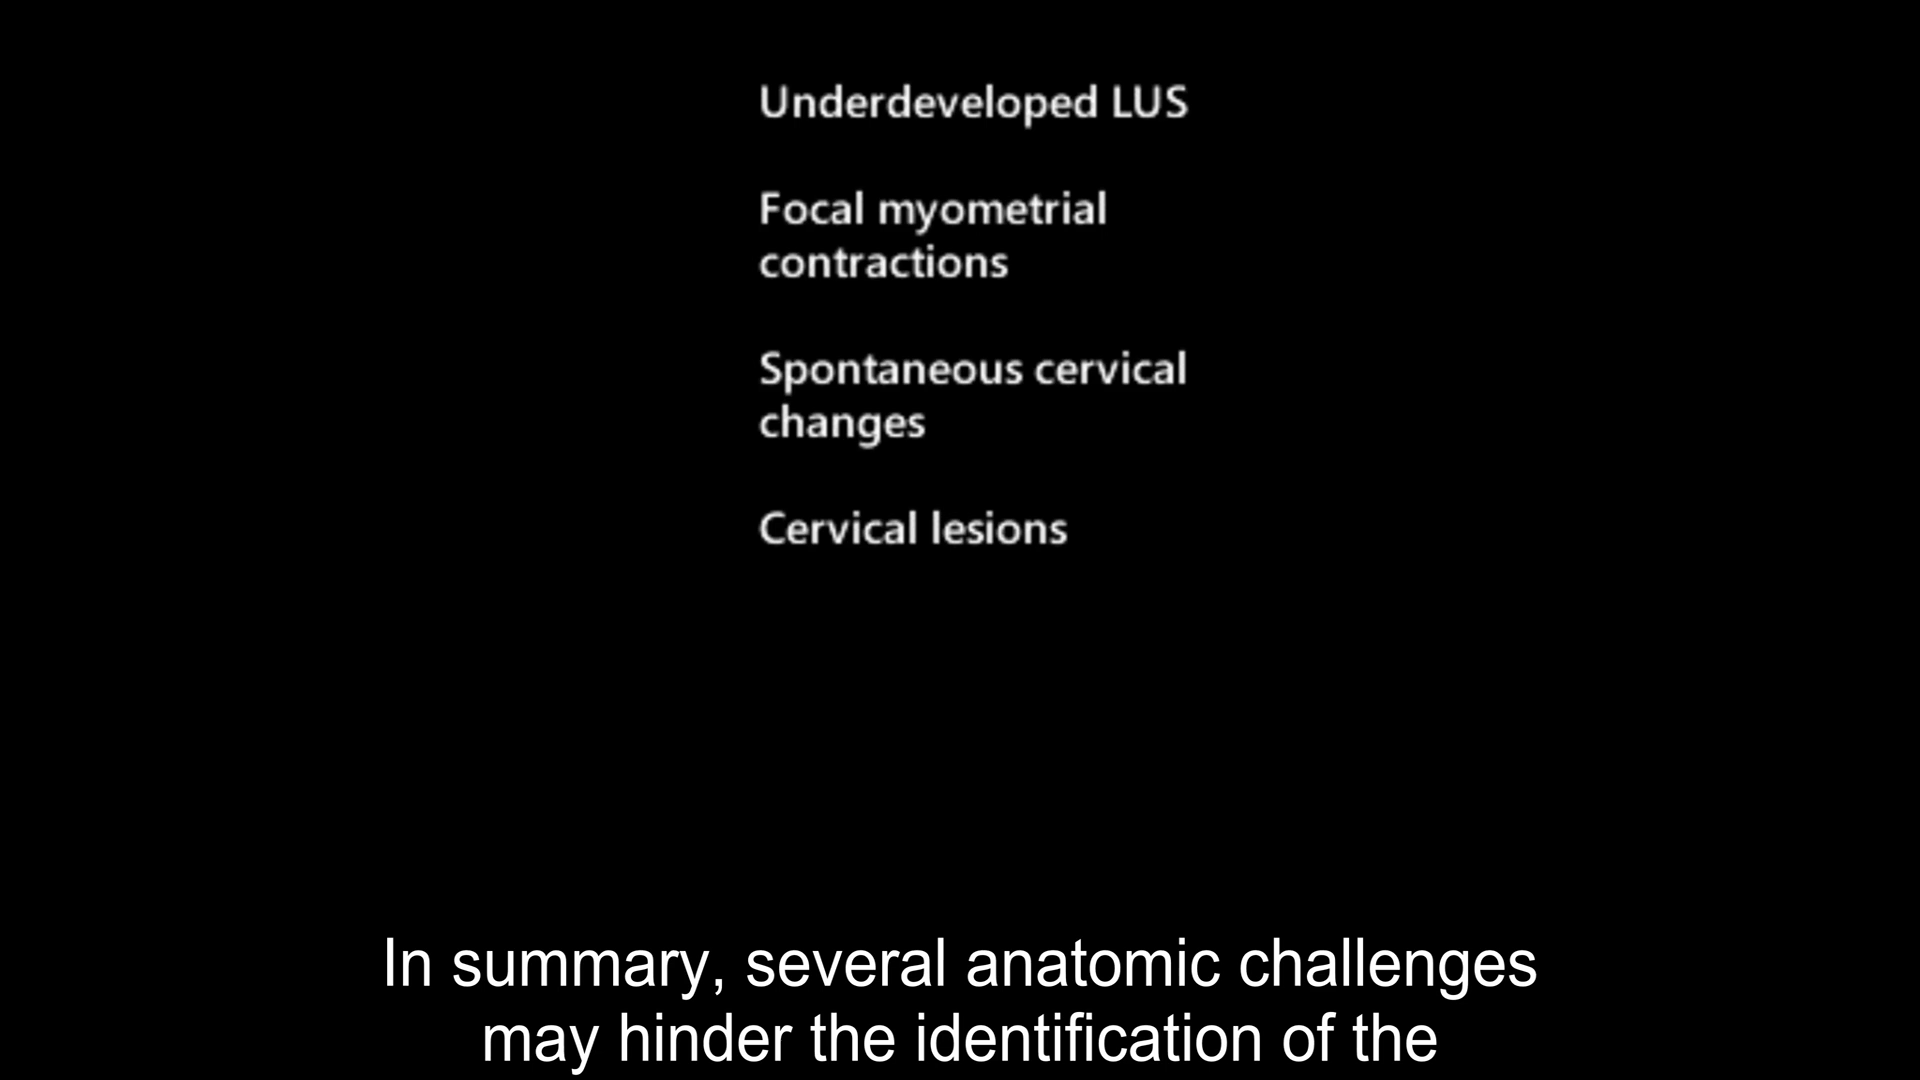 Underdeveloped LUS
Focal myometrial
contractions
Spontaneous cervical
changes
Cervical lesions
In summary, several anatomic challenges
may hinder the identification of the